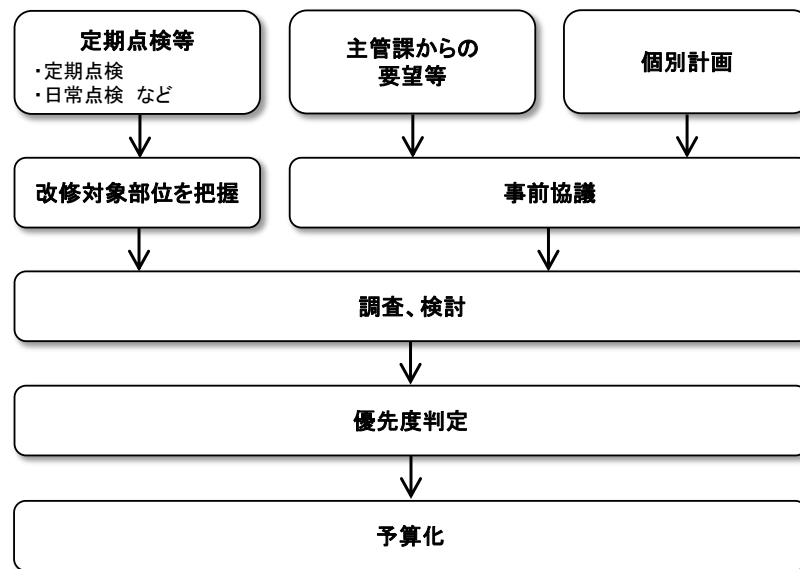 定期点検等
・定期点検
・日常点検 など
主管課からの
要望等
個別計画
改修対象部位を把握
事前協議
調査、検討
優先度判定
予算化